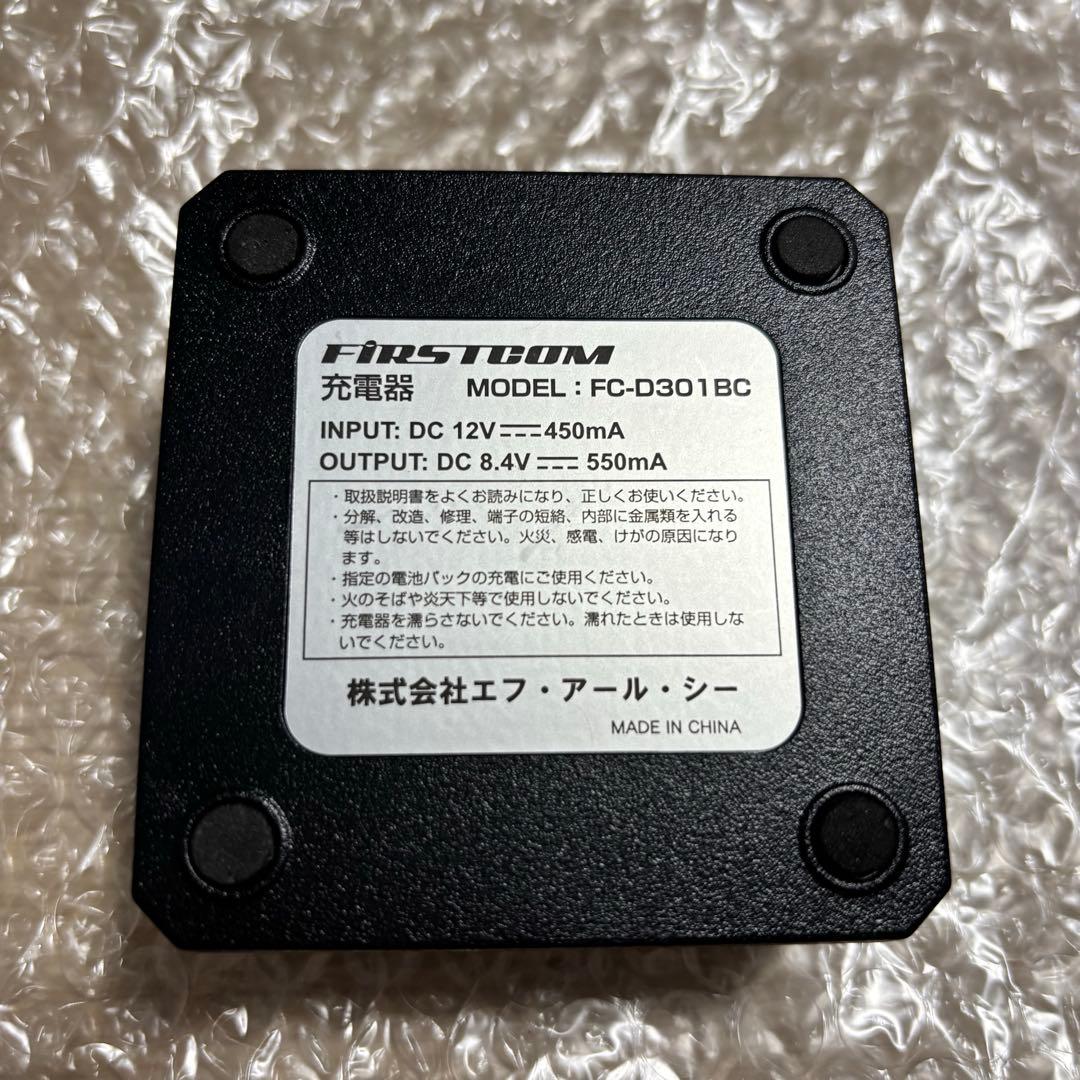 FiRSTCOM
充電器 MODEL : FC-D301BC
INPUT: DC 12V⎓450mA
OUTPUT: DC 8.4V⎓ 550mA
・取扱説明書をよくお読みになり、正しくお使いください。
・分解、改造、修理、端子の短絡、内部に金属類を入れる
等はしないでください。火災、感電、けがの原因になり
ます。
・指定の電池パックの充電にご使用ください。
・火のそばや炎天下等で使用しないでください。
・充電器を濡らさないでください。濡れたときは使用しな
いでください。
株式会社エフ・アール・シー
MADE IN CHINA